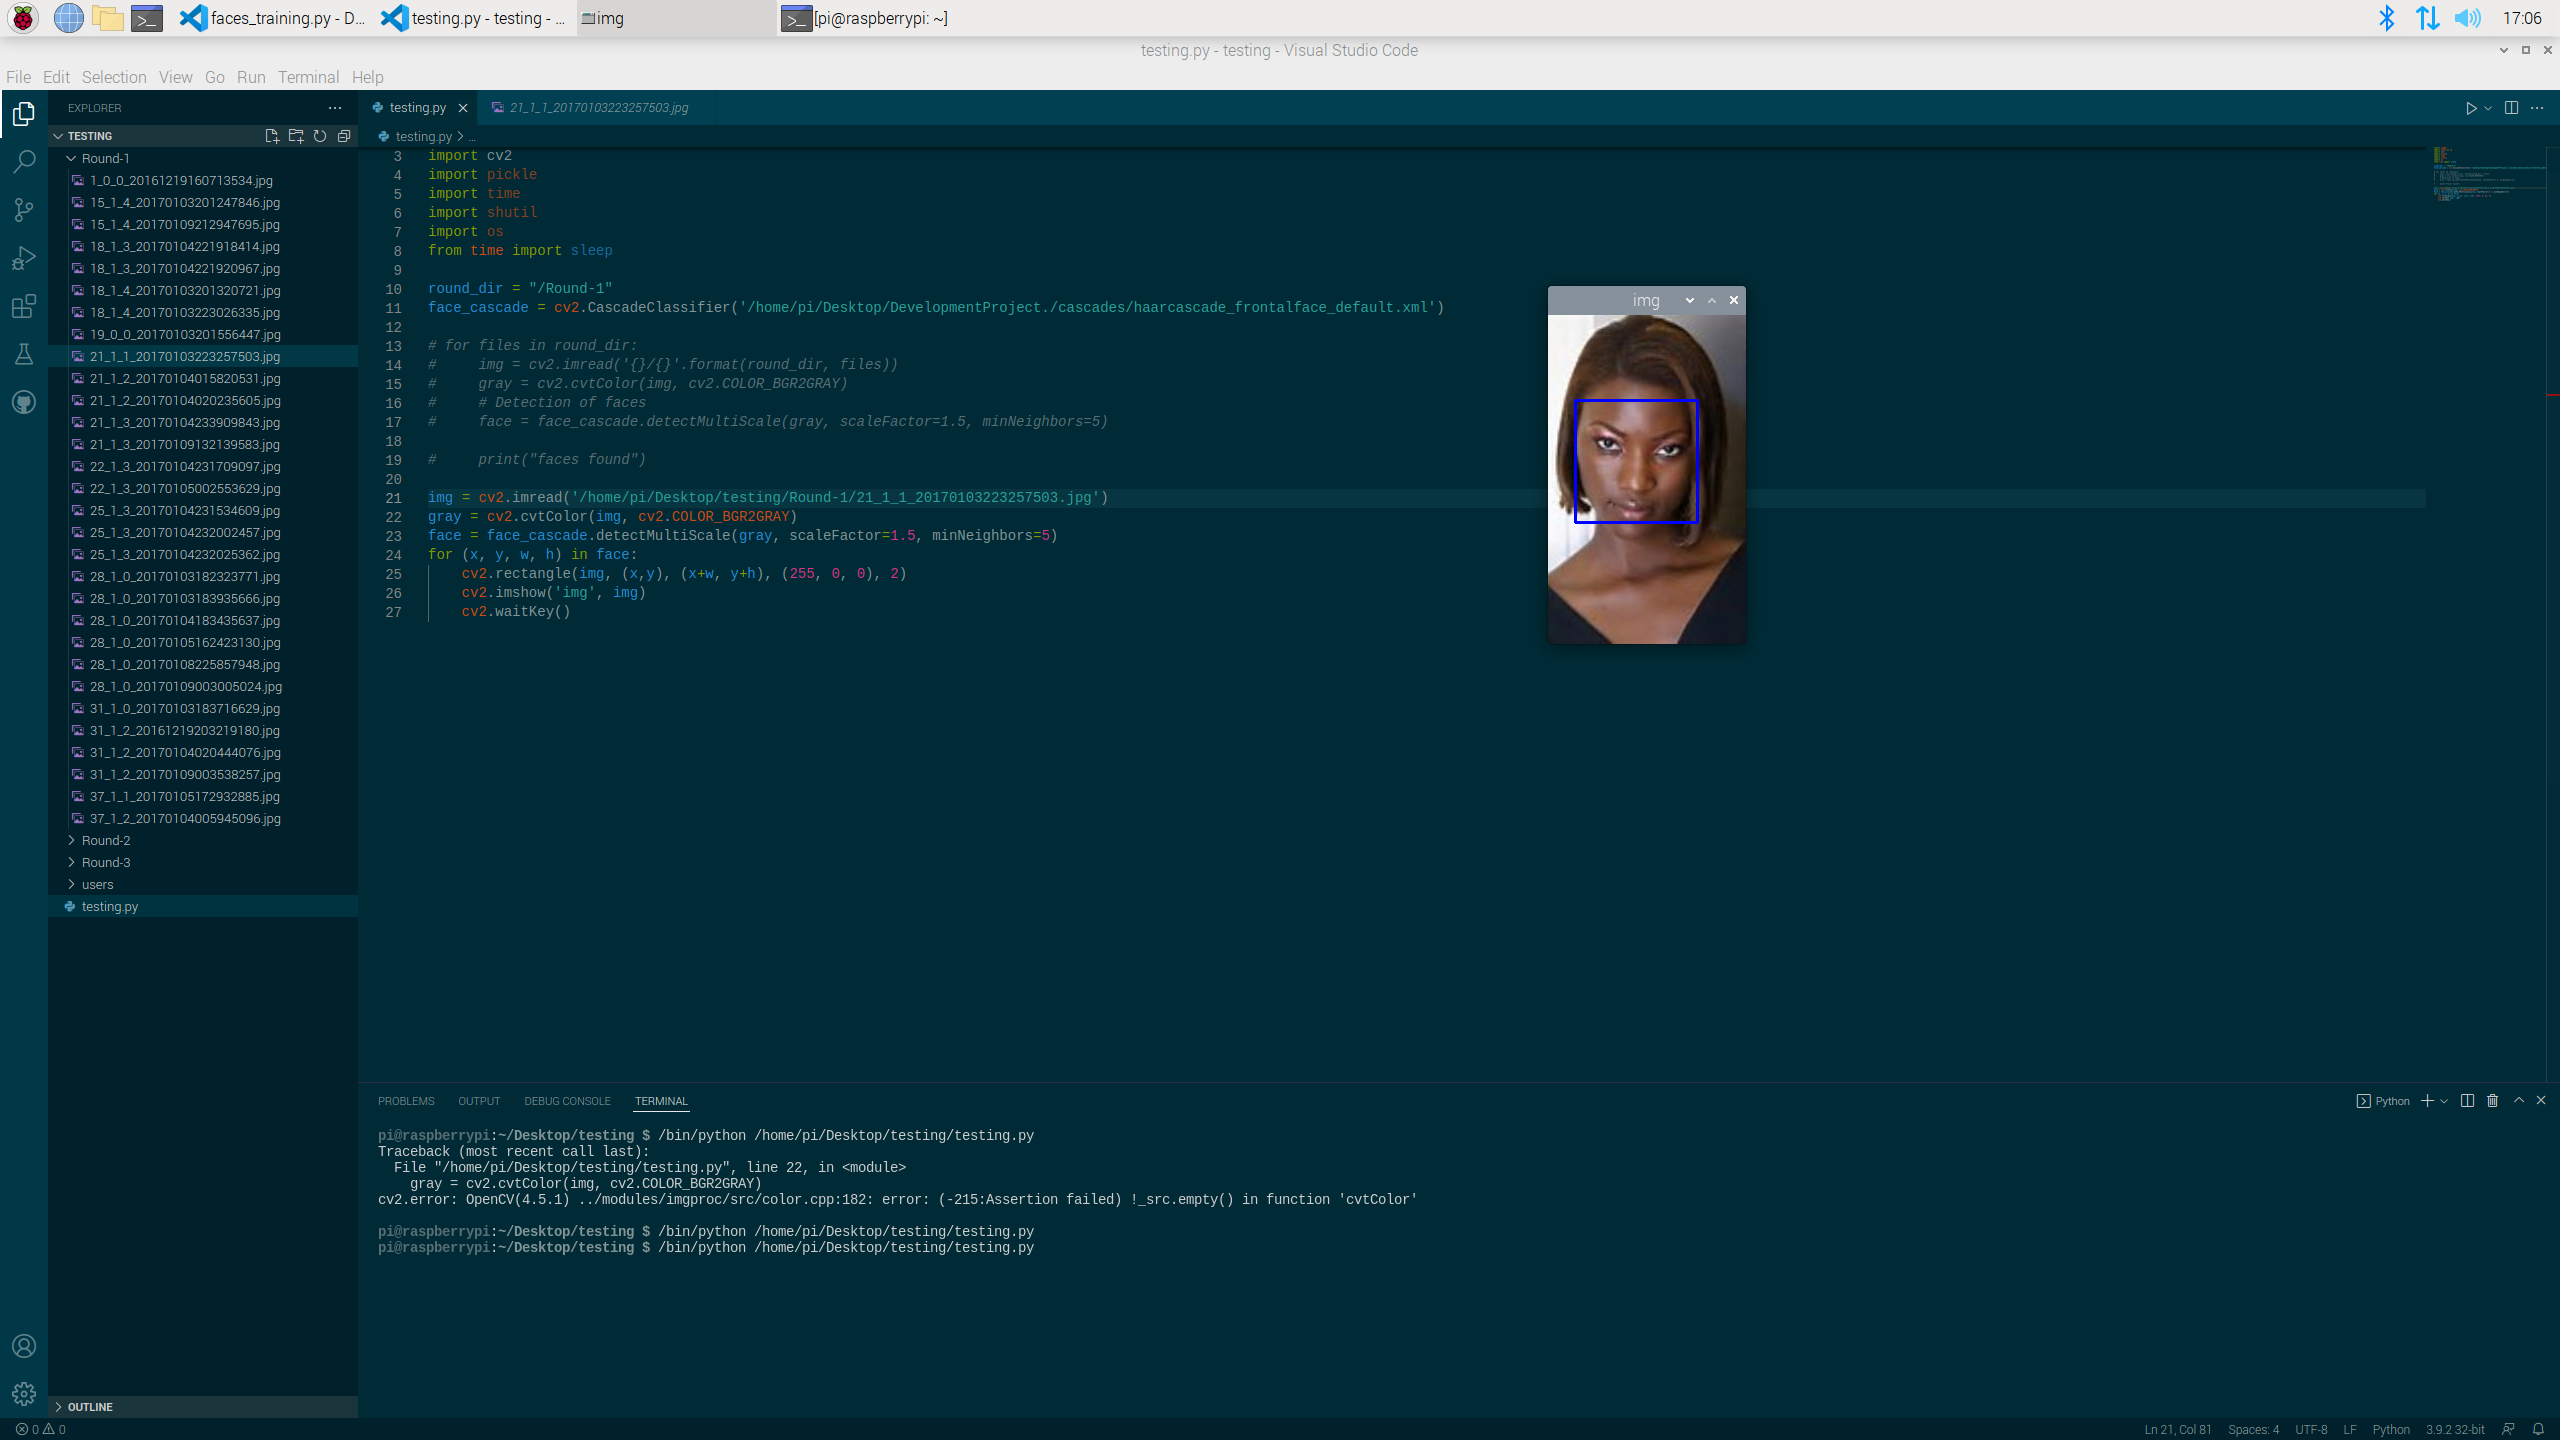 faces_training.py - D...
testing.py - testing - ...
img
[pi@raspberrypi: ~]
17:06
testing.py - testing - Visual Studio Code
File Edit Selection View Go Run Terminal Help
EXPLORER
TESTING
Round-1
1_0_0_20161219160713534.jpg
15_1_4_20170103201247846.jpg
15_1_4_20170109212947695.jpg
18_1_3_20170104221918414.jpg
18_1_3_20170104221920967.jpg
18_1_4_20170103201320721.jpg
18_1_4_20170103223026335.jpg
19_0_0_20170103201556447.jpg
21_1_1_20170103223257503.jpg
21_1_2_20170104015820531.jpg
21_1_2_20170104020235605.jpg
21_1_3_20170104233909843.jpg
21_1_3_20170109132139583.jpg
22_1_3_20170104231709097.jpg
22_1_3_20170105002553629.jpg
25_1_3_20170104231534609.jpg
25_1_3_20170104232002457.jpg
25_1_3_20170104232025362.jpg
28_1_0_20170103182323771.jpg
28_1_0_20170103183935666.jpg
28_1_0_20170104183435637.jpg
28_1_0_20170105162423130.jpg
28_1_0_20170108225857948.jpg
28_1_0_20170109003005024.jpg
31_1_0_20170103183716629.jpg
31_1_2_20161219203219180.jpg
31_1_2_20170104020444076.jpg
31_1_2_20170109003538257.jpg
37_1_1_20170105172932885.jpg
37_1_2_20170104005945096.jpg
Round-2
Round-3
users
testing.py
OUTLINE
testing.py
21_1_1_20170103223257503.jpg
testing.py > ...
3 import cv2
4 import pickle
5 import time
6 import shutil
7 import os
8 from time import sleep
9
10 round_dir = "/Round-1"
11 face_cascade = cv2.CascadeClassifier('/home/pi/Desktop/DevelopmentProject./cascades/haarcascade_frontalface_default.xml')
12
13 # for files in round_dir:
14 #     img = cv2.imread('{}/{}'.format(round_dir, files))
15 #     gray = cv2.cvtColor(img, cv2.COLOR_BGR2GRAY)
16 #     # Detection of faces
17 #     face = face_cascade.detectMultiScale(gray, scaleFactor=1.5, minNeighbors=5)
18
19 #     print("faces found")
20
21 img = cv2.imread('/home/pi/Desktop/testing/Round-1/21_1_1_20170103223257503.jpg')
22 gray = cv2.cvtColor(img, cv2.COLOR_BGR2GRAY)
23 face = face_cascade.detectMultiScale(gray, scaleFactor=1.5, minNeighbors=5)
24 for (x, y, w, h) in face:
25     cv2.rectangle(img, (x,y), (x+w, y+h), (255, 0, 0), 2)
26     cv2.imshow('img', img)
27     cv2.waitKey()
img
PROBLEMS OUTPUT DEBUG CONSOLE TERMINAL
Python
pi@raspberrypi:~/Desktop/testing $ /bin/python /home/pi/Desktop/testing/testing.py
Traceback (most recent call last):
  File "/home/pi/Desktop/testing/testing.py", line 22, in <module>
    gray = cv2.cvtColor(img, cv2.COLOR_BGR2GRAY)
cv2.error: OpenCV(4.5.1) ../modules/imgproc/src/color.cpp:182: error: (-215:Assertion failed) !_src.empty() in function 'cvtColor'
pi@raspberrypi:~/Desktop/testing $ /bin/python /home/pi/Desktop/testing/testing.py
pi@raspberrypi:~/Desktop/testing $ /bin/python /home/pi/Desktop/testing/testing.py
0 0
Ln 21, Col 81 Spaces: 4 UTF-8 LF Python 3.9.2 32-bit